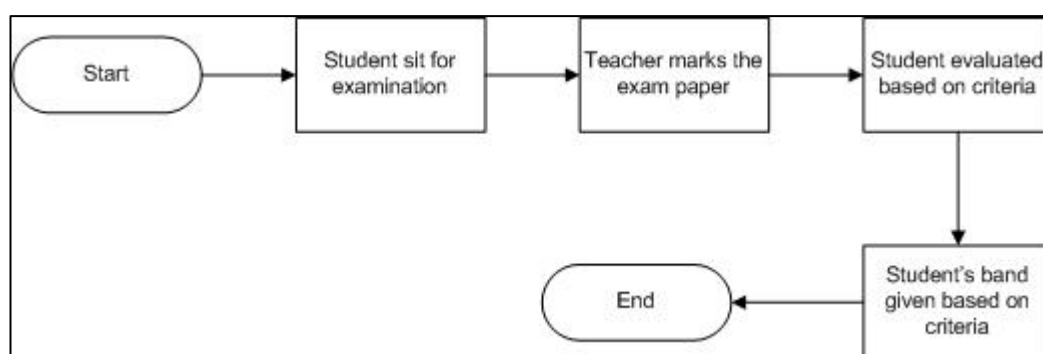 Start
Student sit for
examination
Teacher marks the
exam paper
Student evaluated
based on criteria
Student's band
given based on
criteria
End